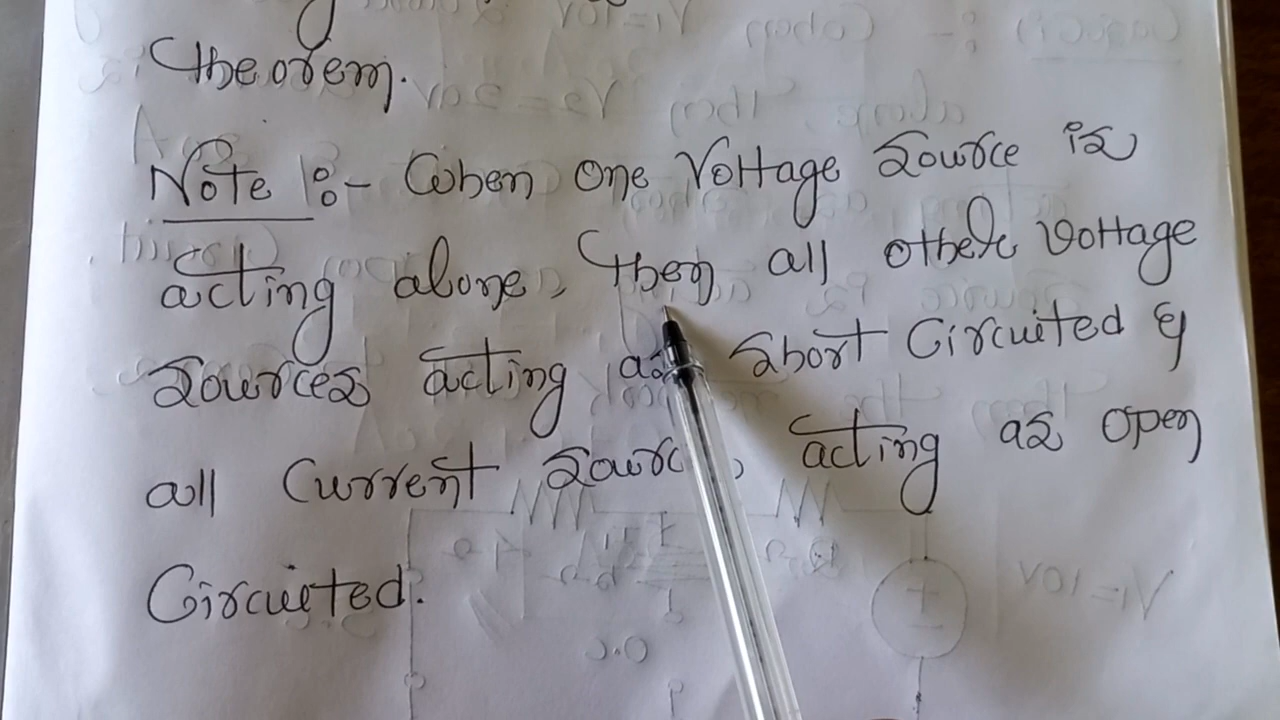 Theorem.
Note :- When one Voltage Source is
acting alone, then all other voltage
Sources acting as short Circuited &
all Current Source, acting as open
Circuited.